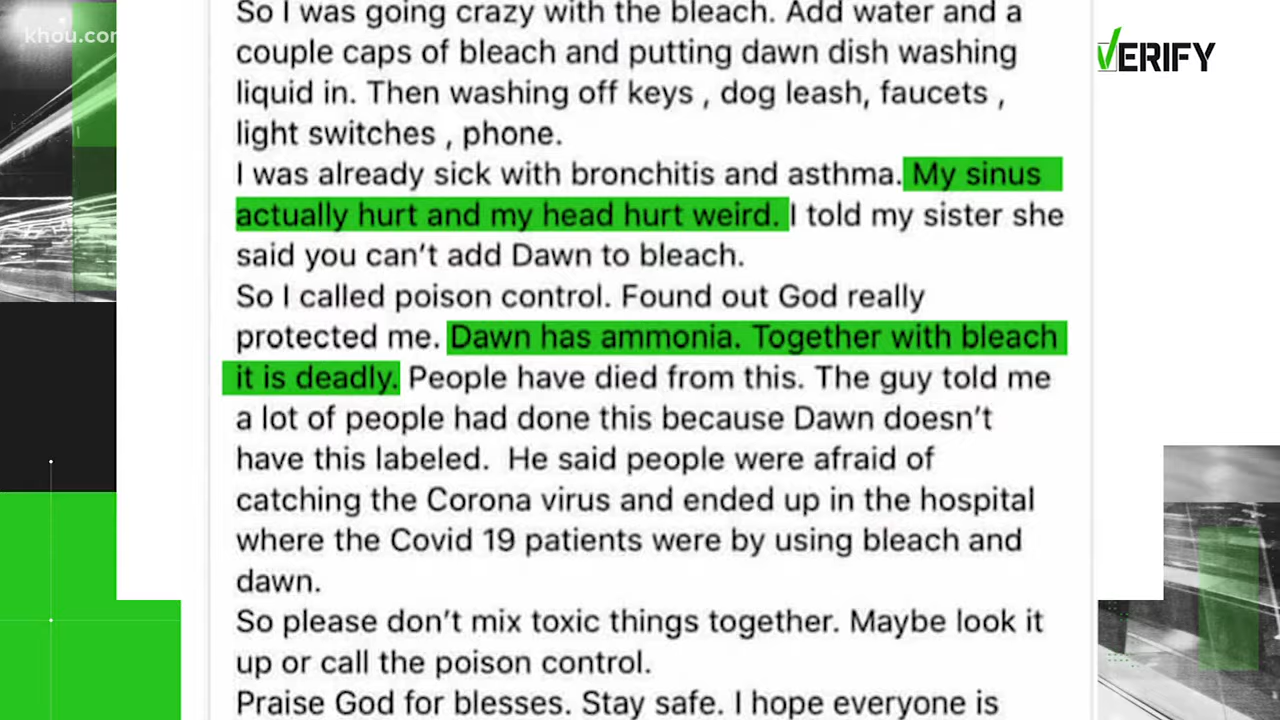 So I was going crazy with the bleach. Add water and a
couple caps of bleach and putting dawn dish washing
liquid in. Then washing off keys , dog leash, faucets ,
light switches , phone.
I was already sick with bronchitis and asthma. My sinus
actually hurt and my head hurt weird. I told my sister she
said you can’t add Dawn to bleach.
So I called poison control. Found out God really
protected me. Dawn has ammonia. Together with bleach
it is deadly. People have died from this. The guy told me
a lot of people had done this because Dawn doesn’t
have this labeled. He said people were afraid of
catching the Corona virus and ended up in the hospital
where the Covid 19 patients were by using bleach and
dawn.
So please don’t mix toxic things together. Maybe look it
up or call the poison control.
Praise God for blesses. Stay safe. I hope everyone is
khou.com
VERIFY